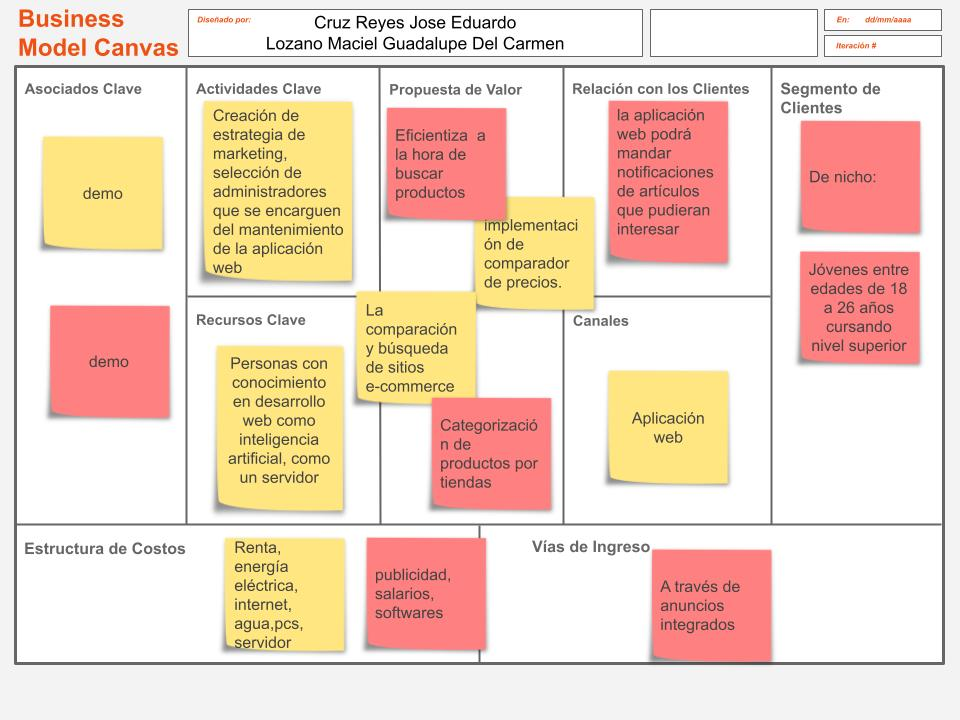 Business
Model Canvas
Diseñado por:
Cruz Reyes Jose Eduardo
Lozano Maciel Guadalupe Del Carmen
En: dd/mm/aaaa
Iteración #
Asociados Clave
demo
demo
Actividades Clave
Creación de
estrategia de
marketing,
selección de
administradores
que se encarguen
del mantenimiento
de la aplicación
web
Recursos Clave
Personas con
conocimiento
en desarrollo
web como
inteligencia
artificial, como
un servidor
Propuesta de Valor
Eficientiza a
la hora de
buscar
productos
implementaci
ón de
comparador
de precios.
La
comparación
y búsqueda
de sitios
e-commerce
Categorizació
n de
productos por
tiendas
Relación con los Clientes
la aplicación
web podrá
mandar
notificaciones
de artículos
que pudieran
interesar
Canales
Aplicación
web
Segmento de
Clientes
De nicho:
Jóvenes entre
edades de 18
a 26 años
cursando
nivel superior
Estructura de Costos
Renta,
energía
eléctrica,
internet,
agua,pcs,
servidor
publicidad,
salarios,
softwares
Vías de Ingreso
A través de
anuncios
integrados